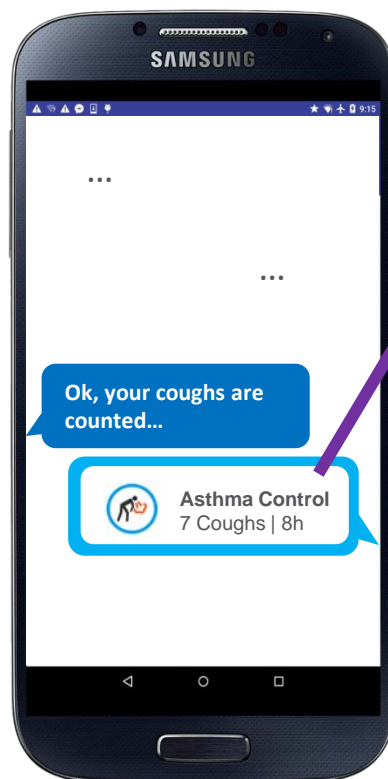 SAMSUNG
9:15
...
...
Ok, your coughs are
counted...
Asthma Control
7 Coughs | 8h